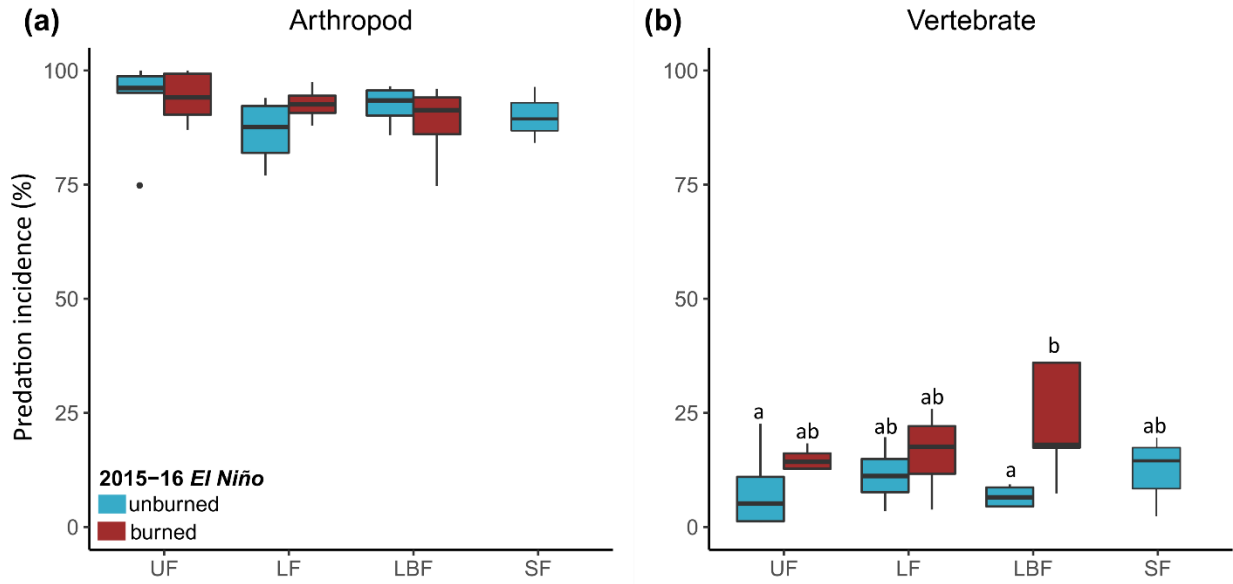 (a) Arthropod
Predation incidence (%)
100
75
50
25
0
2015−16 El Niño
unburned
burned
UF LF LBF SF
(b) Vertebrate
100
75
50
25
0
a ab ab ab a b ab
UF LF LBF SF